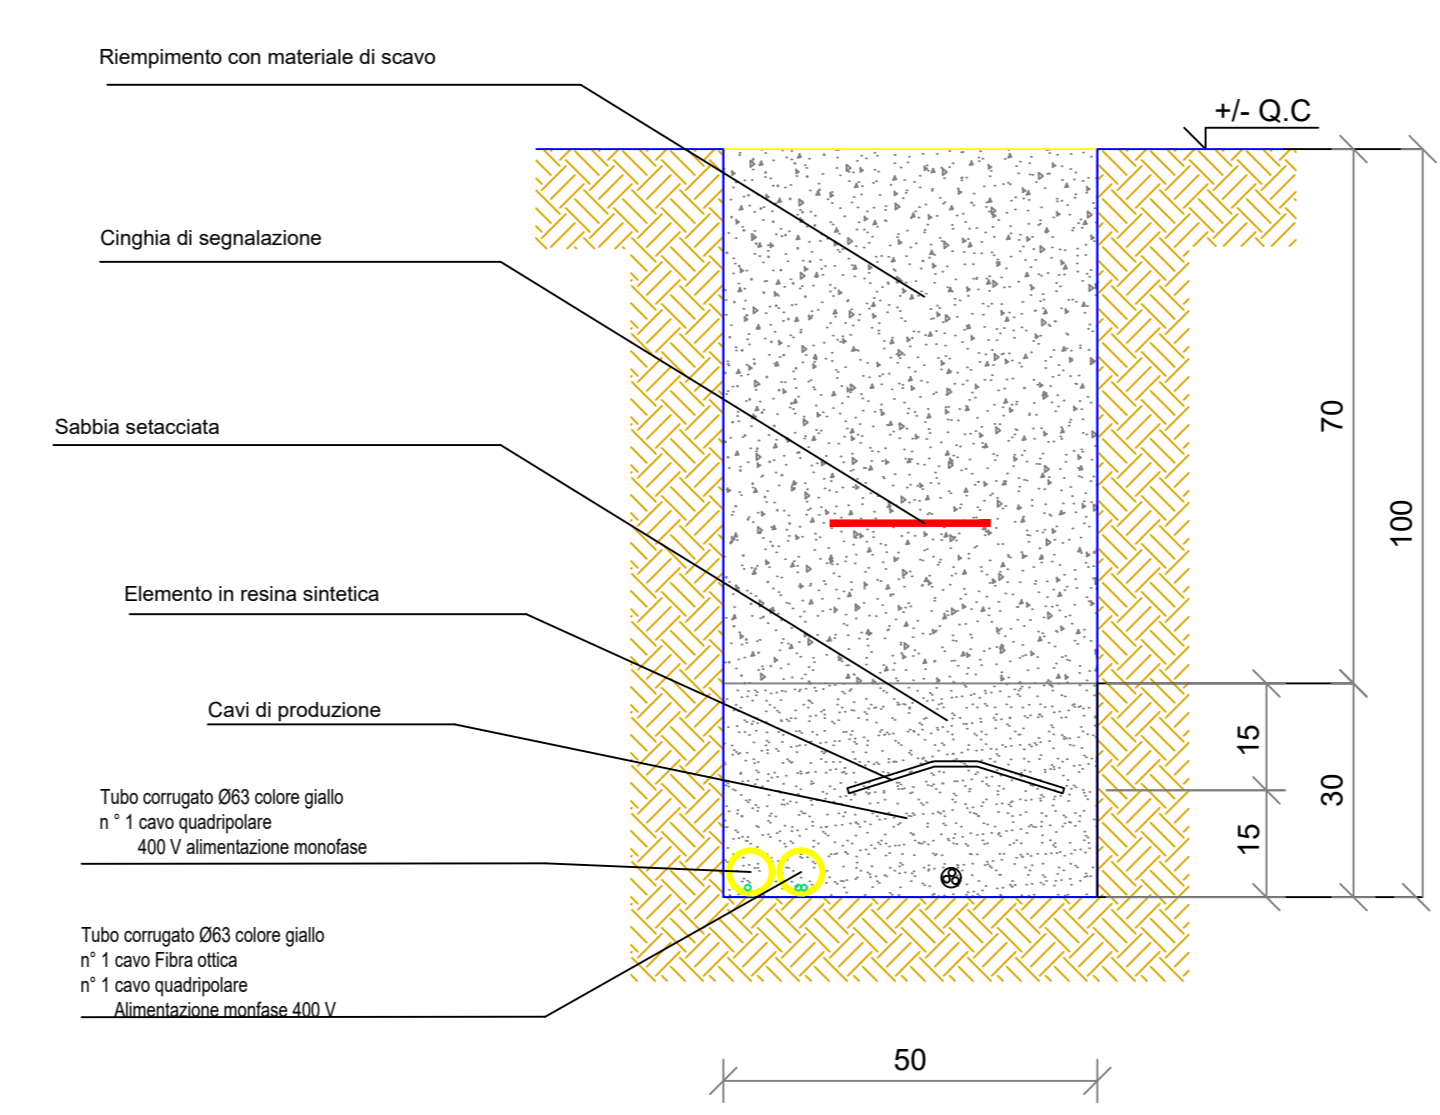 Riempimento con materiale di scavo
+/- Q.C
Cinghia di segnalazione
70
Sabbia setacciata
100
Elemento in resina sintetica
Cavi di produzione
15
30
15
Tubo corrugato Ø63 colore giallo
n ° 1 cavo quadripolare
400 V alimentazione monofase
Tubo corrugato Ø63 colore giallo
n° 1 cavo Fibra ottica
n° 1 cavo quadripolare
Alimentazione monfase 400 V
50